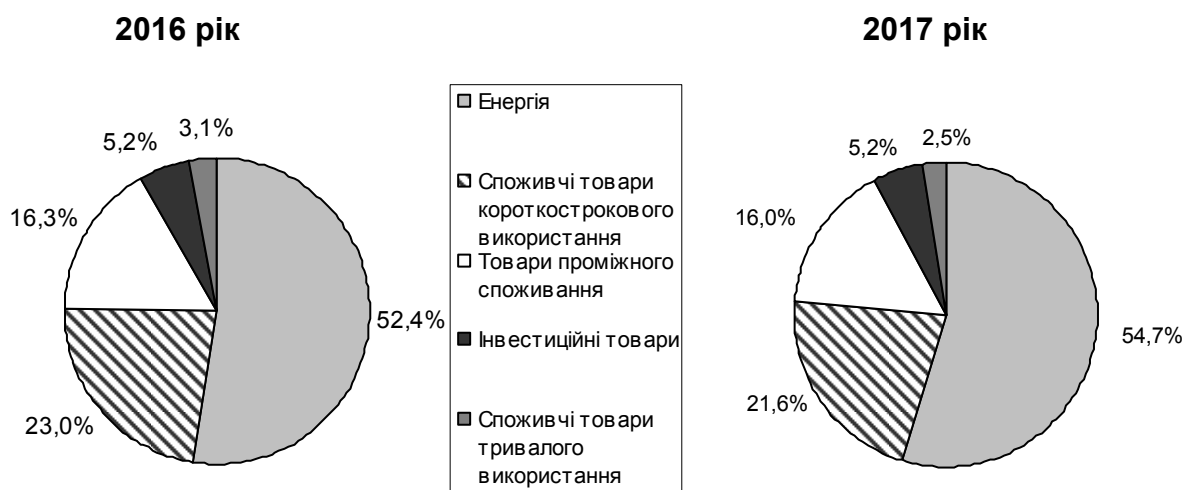 2016 рік
5,2%
3,1%
16,3%
52,4%
23,0%
Енергія
Споживчі товари
короткострокового
використання
Товари проміжного
споживання
Інвестиційні товари
Споживчі товари
тривалого
використання
2017 рік
5,2%
2,5%
16,0%
54,7%
21,6%